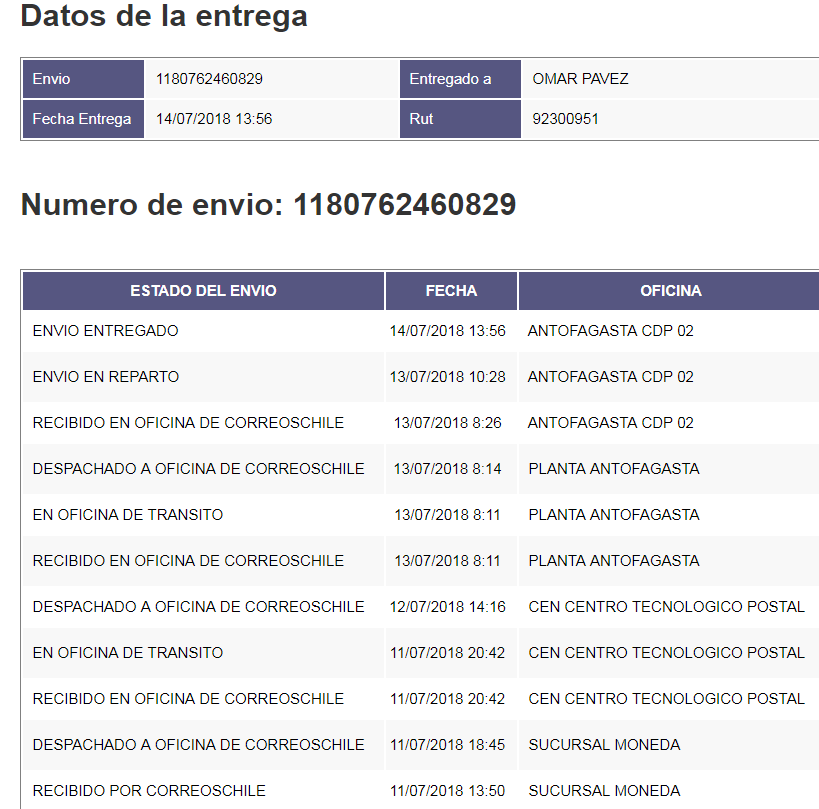 Datos de la entrega
Envio 1180762460829 Entregado a OMAR PAVEZ
Fecha Entrega 14/07/2018 13:56 Rut 92300951
Numero de envio: 1180762460829
ESTADO DEL ENVIO FECHA OFICINA
ENVIO ENTREGADO 14/07/2018 13:56 ANTOFAGASTA CDP 02
ENVIO EN REPARTO 13/07/2018 10:28 ANTOFAGASTA CDP 02
RECIBIDO EN OFICINA DE CORREOSCHILE 13/07/2018 8:26 ANTOFAGASTA CDP 02
DESPACHADO A OFICINA DE CORREOSCHILE 13/07/2018 8:14 PLANTA ANTOFAGASTA
EN OFICINA DE TRANSITO 13/07/2018 8:11 PLANTA ANTOFAGASTA
RECIBIDO EN OFICINA DE CORREOSCHILE 13/07/2018 8:11 PLANTA ANTOFAGASTA
DESPACHADO A OFICINA DE CORREOSCHILE 12/07/2018 14:16 CEN CENTRO TECNOLOGICO POSTAL
EN OFICINA DE TRANSITO 11/07/2018 20:42 CEN CENTRO TECNOLOGICO POSTAL
RECIBIDO EN OFICINA DE CORREOSCHILE 11/07/2018 20:42 CEN CENTRO TECNOLOGICO POSTAL
DESPACHADO A OFICINA DE CORREOSCHILE 11/07/2018 18:45 SUCURSAL MONEDA
RECIBIDO POR CORREOSCHILE 11/07/2018 13:50 SUCURSAL MONEDA